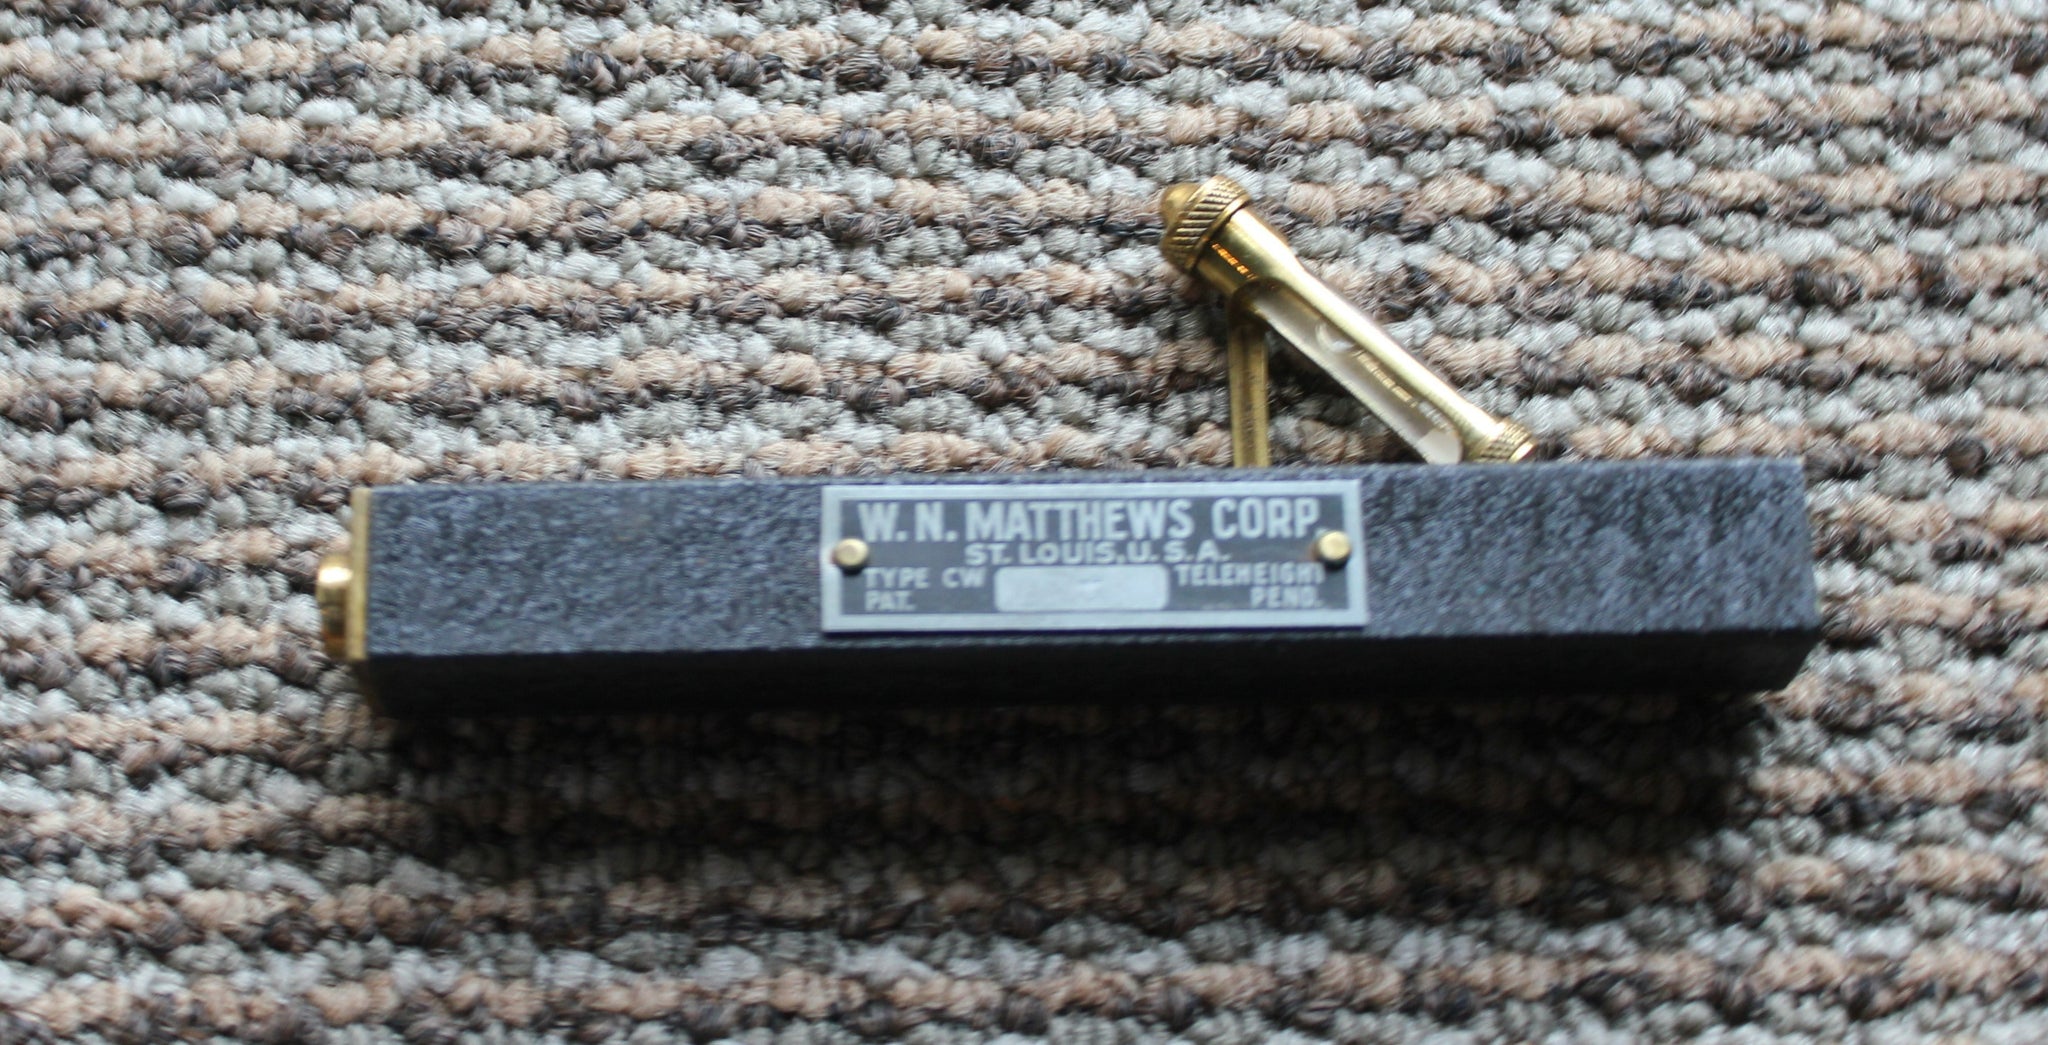 W. N. MATTHEWS CORP.
ST. LOUIS, U. S. A.
TYPE CW TELEHEIGHT
PAT. PEND.